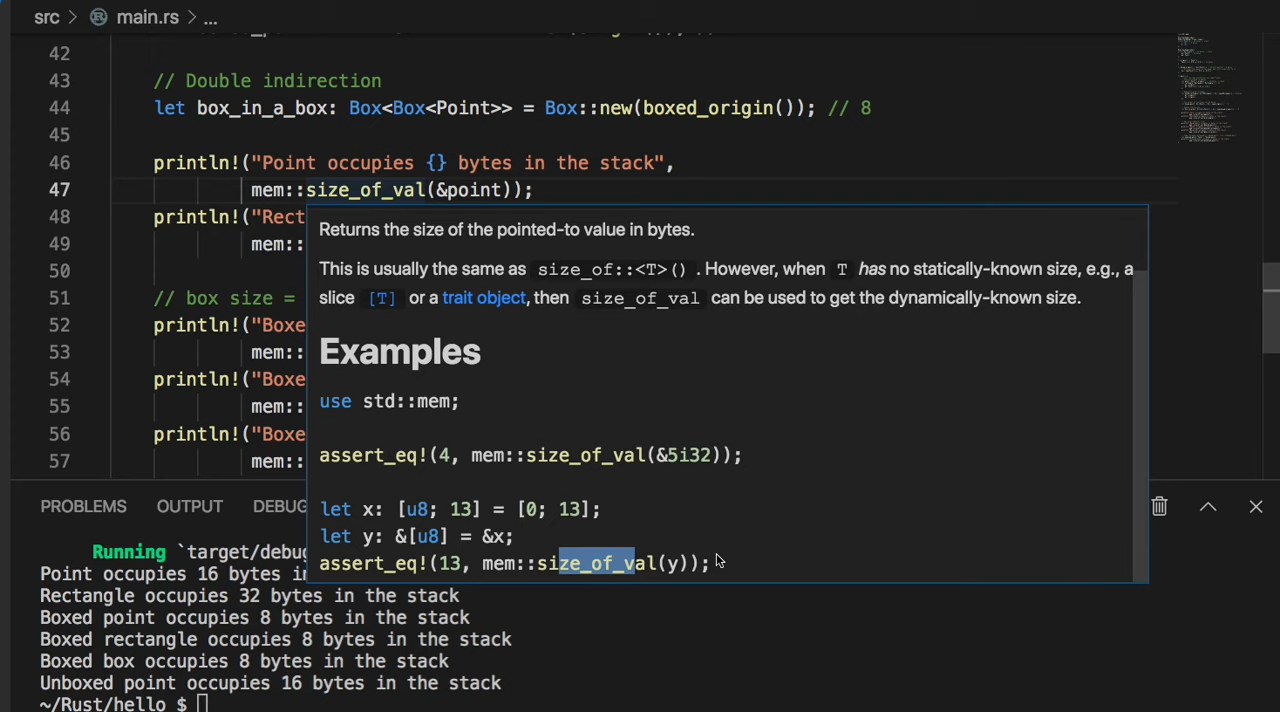 src > main.rs > ...
42
43 // Double indirection
44 let box_in_a_box: Box<Box<Point>> = Box::new(boxed_origin()); // 8
45
46 println!("Point occupies {} bytes in the stack",
47 mem::size_of_val(&point));
48 println!("Rect
49 mem::
50
51 // box size =
52 println!("Boxe
53 mem::
54 println!("Boxe
55 mem::
56 println!("Boxe
57 mem::
Returns the size of the pointed-to value in bytes.
This is usually the same as size_of::<T>() . However, when T has no statically-known size, e.g., a
slice [T] or a trait object, then size_of_val can be used to get the dynamically-known size.
Examples
use std::mem;
assert_eq!(4, mem::size_of_val(&5i32));
let x: [u8; 13] = [0; 13];
let y: &[u8] = &x;
assert_eq!(13, mem::size_of_val(y));
PROBLEMS OUTPUT DEBUG
Running `target/debug
Point occupies 16 bytes in
Rectangle occupies 32 bytes in the stack
Boxed point occupies 8 bytes in the stack
Boxed rectangle occupies 8 bytes in the stack
Boxed box occupies 8 bytes in the stack
Unboxed point occupies 16 bytes in the stack
~/Rust/hello $